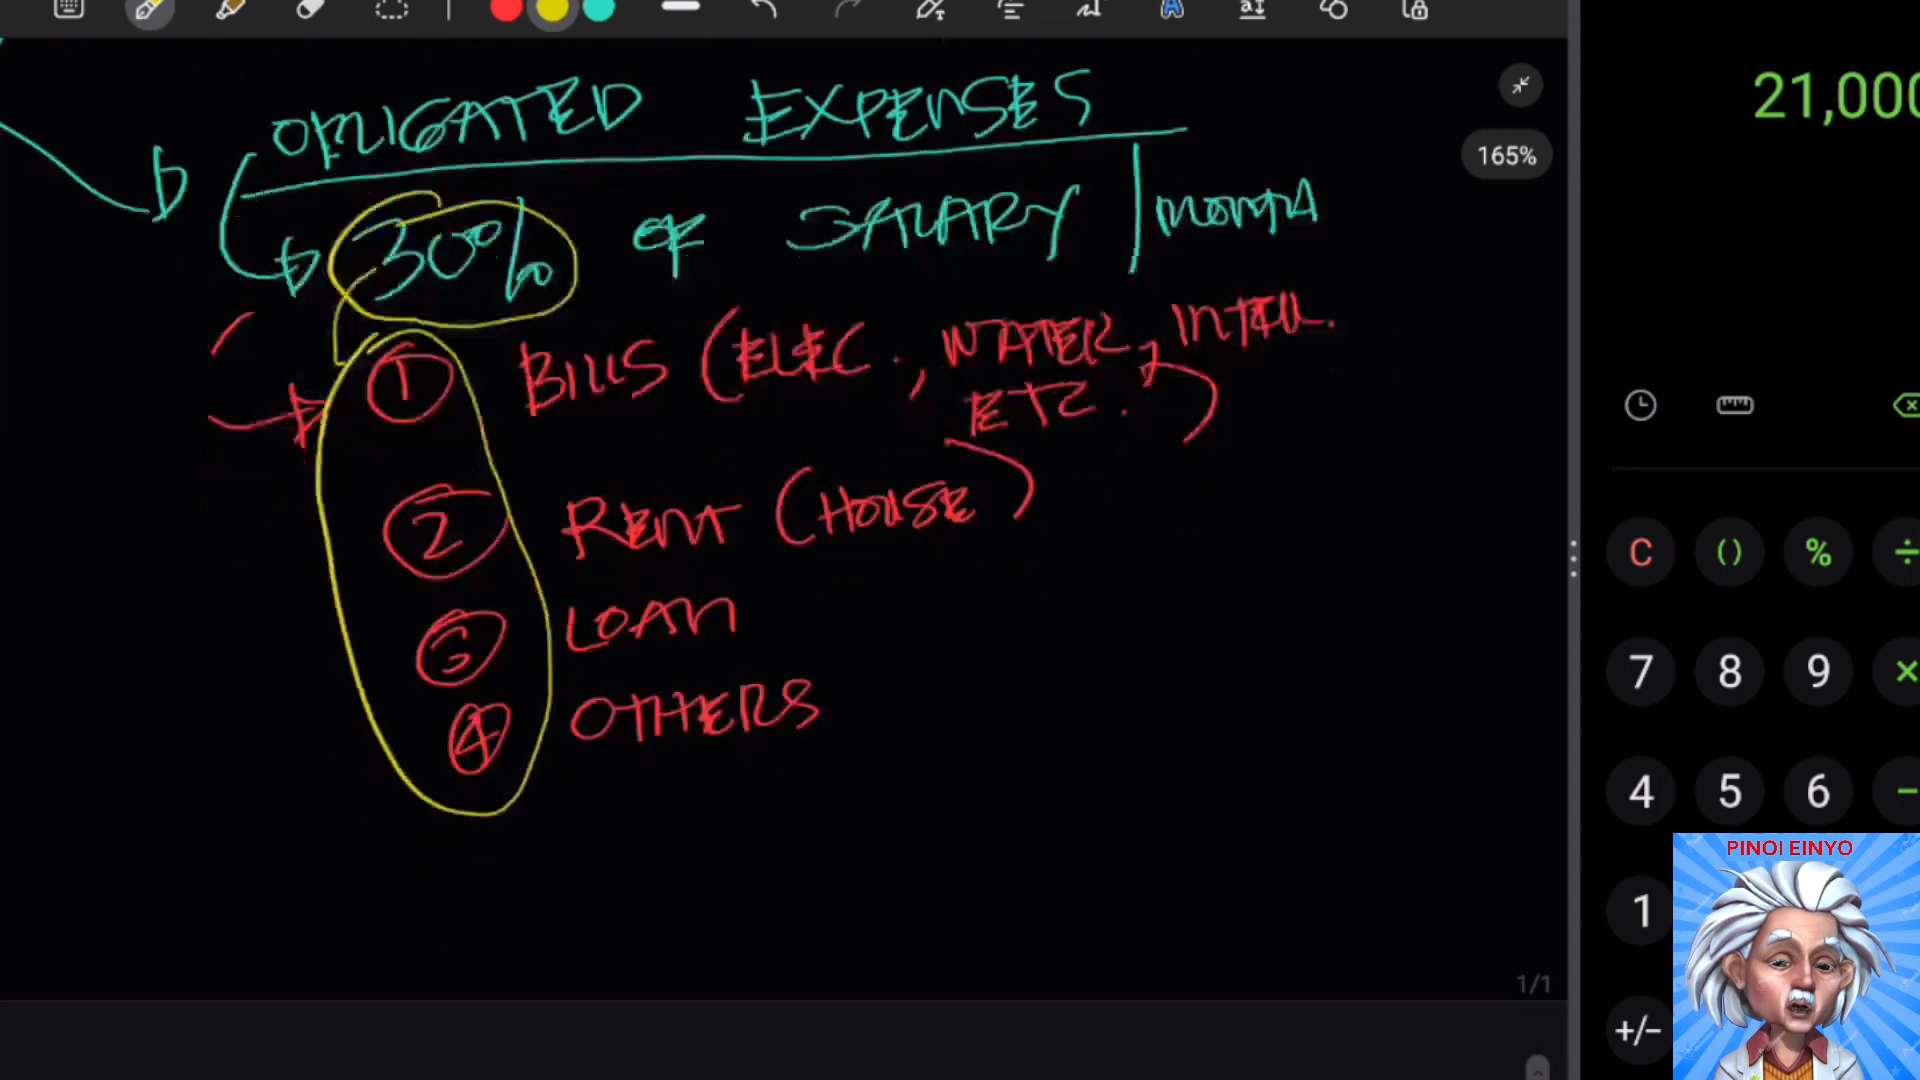 OBLIGATED EXPENSES
165%
30% OF SALARY / MONTH
1 BILLS (ELEC., WATER, INTER.
ETC.)
2 RENT (HOUSE)
3 LOAN
4 OTHERS
1/1
21,000
C () % ÷
7 8 9 ×
4 5 6 −
1
+/−
PINOI EINYO